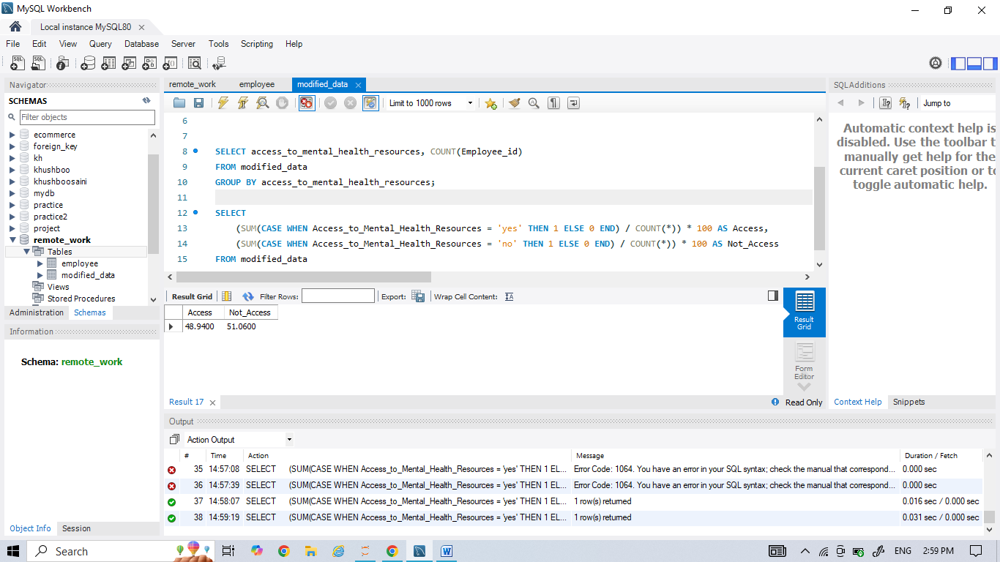 MySQL Workbench
Local instance MySQL80
File Edit View Query Database Server Tools Scripting Help
Navigator
SCHEMAS
Filter objects
ecommerce
foreign_key
kh
khushboo
khushboosaini
mydb
practice
practice2
project
remote_work
Tables
employee
modified_data
Views
Stored Procedures
Administration Schemas
Information
Schema: remote_work
Object Info Session
remote_work employee modified_data
Limit to 1000 rows
6
7
8 SELECT access_to_mental_health_resources, COUNT(Employee_id)
9 FROM modified_data
10 GROUP BY access_to_mental_health_resources;
11
12 SELECT
13 (SUM(CASE WHEN Access_to_Mental_Health_Resources = 'yes' THEN 1 ELSE 0 END) / COUNT(*)) * 100 AS Access,
14 (SUM(CASE WHEN Access_to_Mental_Health_Resources = 'no' THEN 1 ELSE 0 END) / COUNT(*)) * 100 AS Not_Access
15 FROM modified_data
Result Grid Filter Rows: Export: Wrap Cell Content:
Access Not_Access
48.9400 51.0600
Result Grid
Form Editor
Result 17
Read Only
SQLAdditions
Jump to
Automatic context help is
disabled. Use the toolbar t
manually get help for the
current caret position or to
toggle automatic help.
Context Help Snippets
Output
Action Output
# Time Action Message Duration / Fetch
35 14:57:08 SELECT (SUM(CASE WHEN Access_to_Mental_Health_Resources = 'yes' THEN 1 EL... Error Code: 1064. You have an error in your SQL syntax; check the manual that correspond... 0.000 sec
36 14:57:39 SELECT (SUM(CASE WHEN Access_to_Mental_Health_Resources = 'yes' THEN 1 EL... Error Code: 1064. You have an error in your SQL syntax; check the manual that correspond... 0.000 sec
37 14:58:07 SELECT (SUM(CASE WHEN Access_to_Mental_Health_Resources = 'yes' THEN 1 EL... 1 row(s) returned 0.016 sec / 0.000 sec
38 14:59:19 SELECT (SUM(CASE WHEN Access_to_Mental_Health_Resources = 'yes' THEN 1 EL... 1 row(s) returned 0.031 sec / 0.000 sec
Search
ENG 2:59 PM